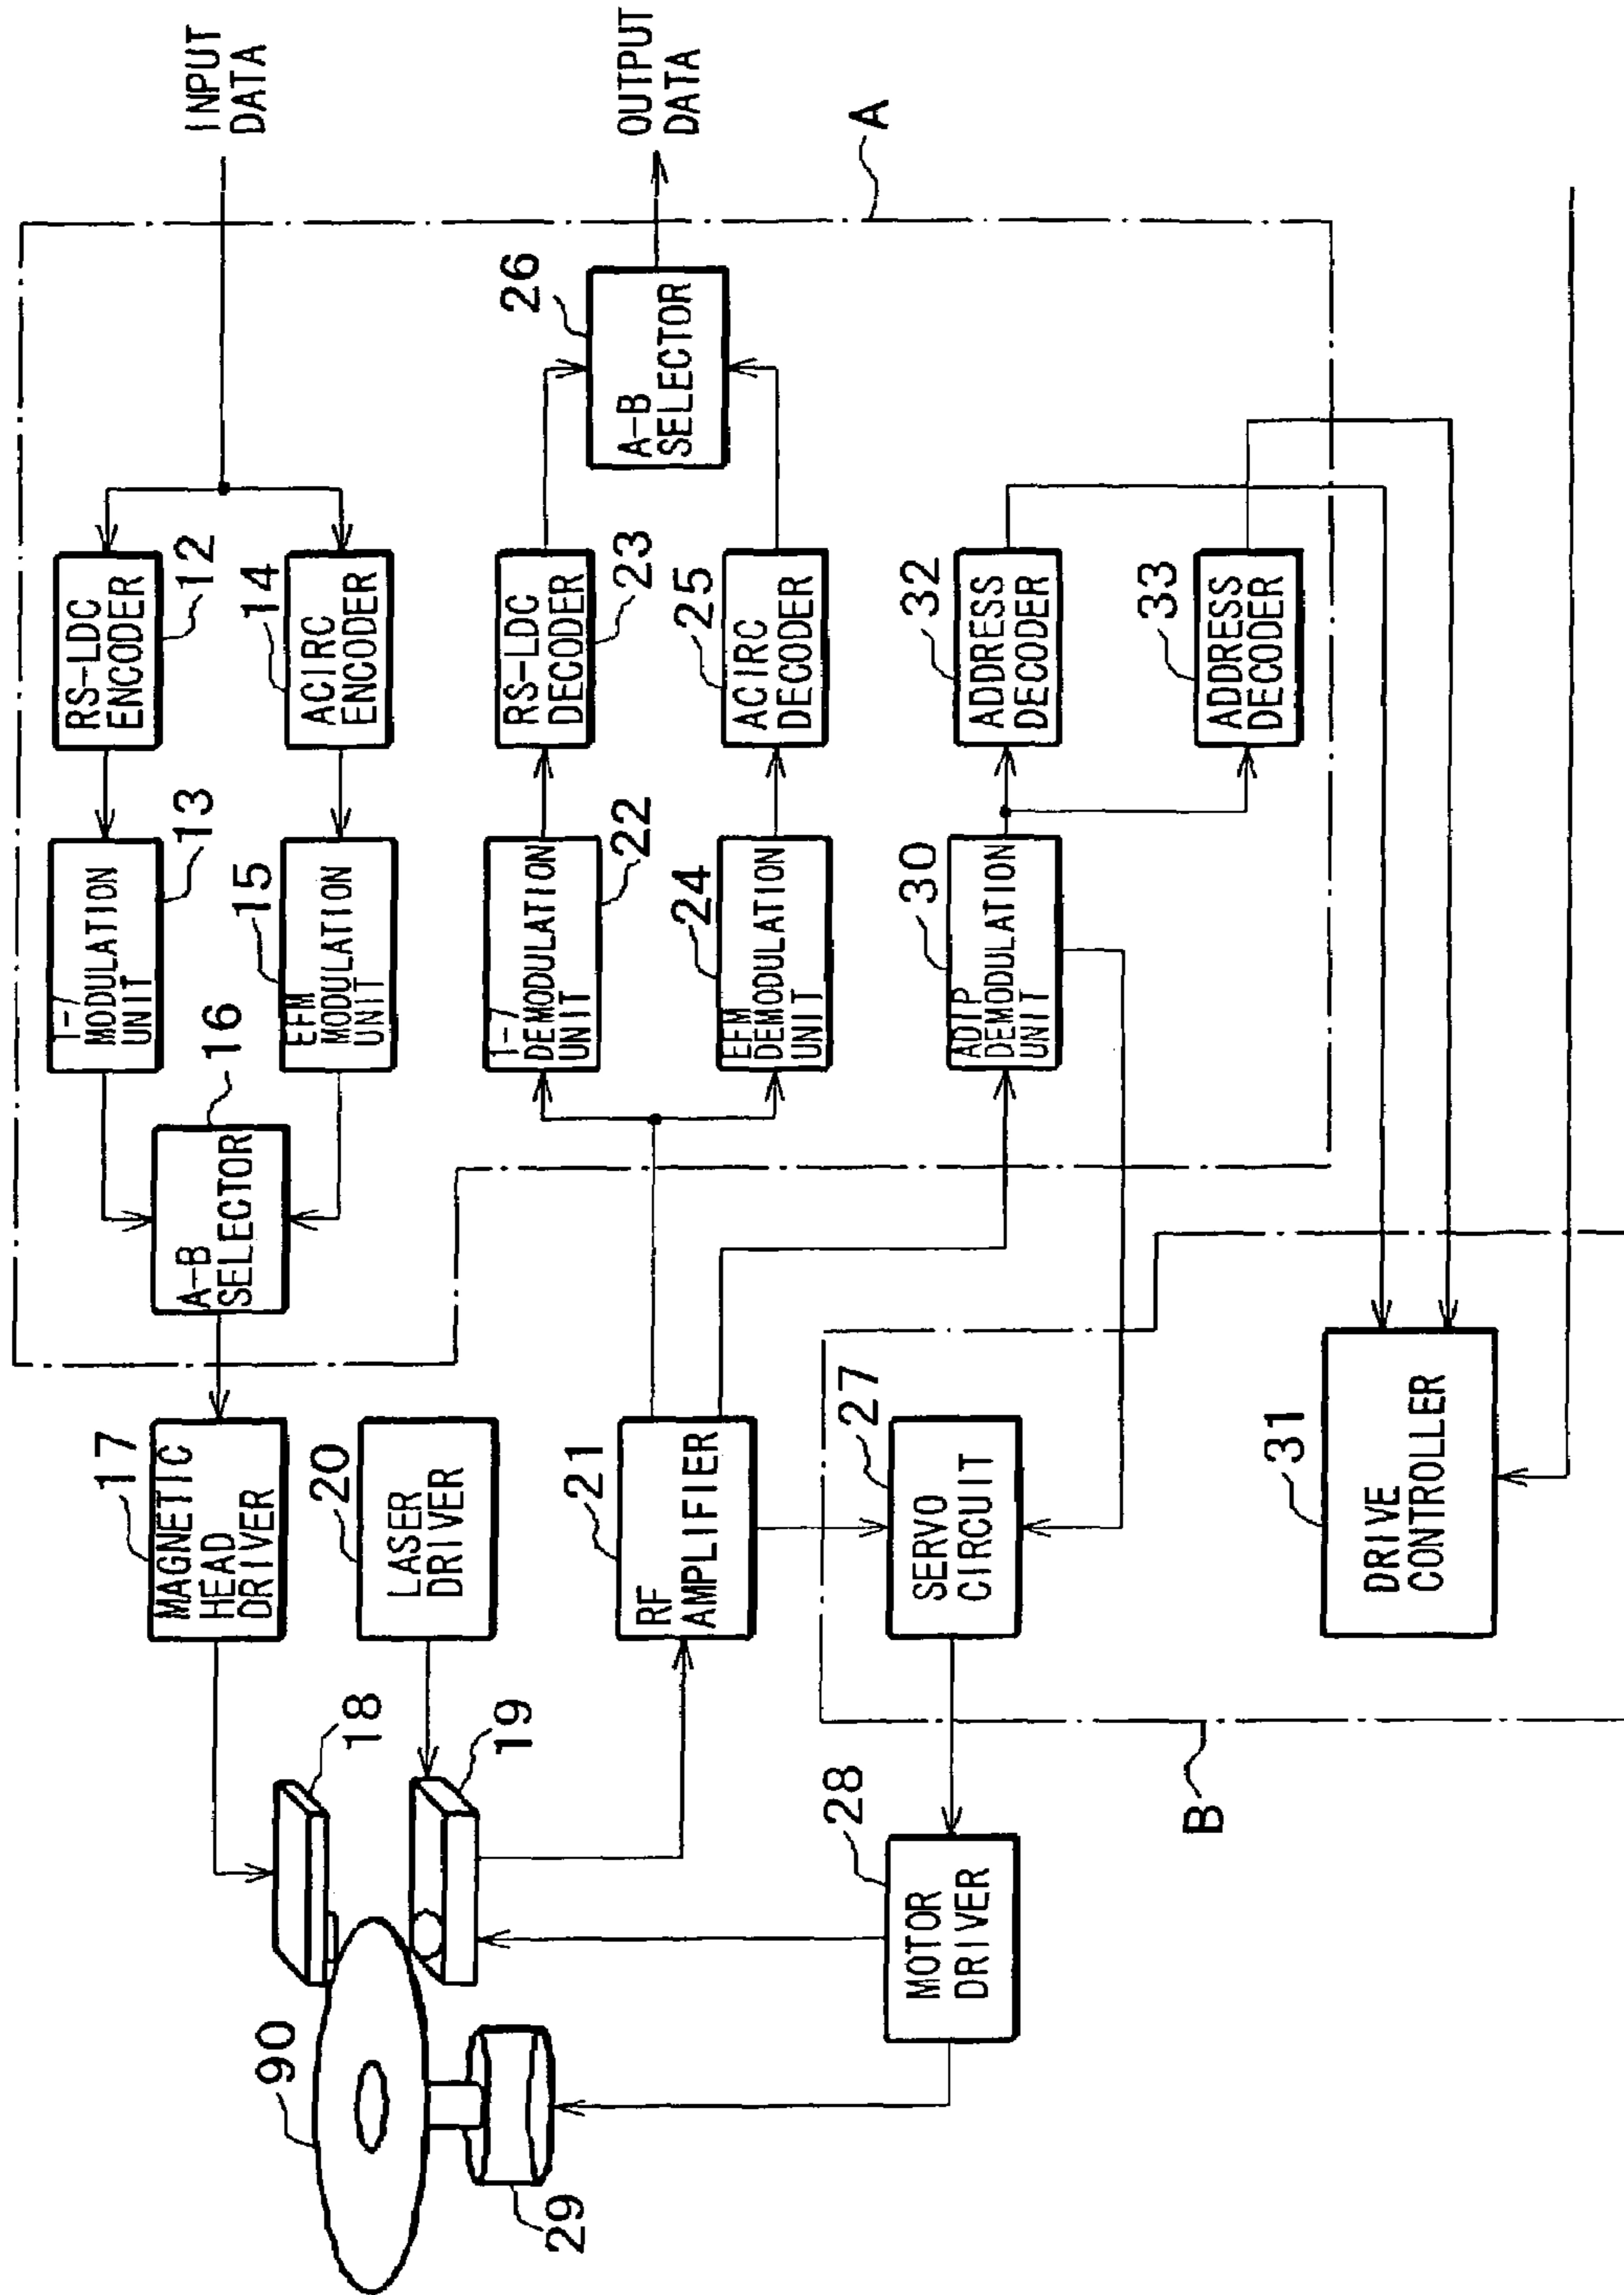 INPUT
DATA
RS-LDC
ENCODER
12
1-7
MODULATION
UNIT
13
ACIRC
ENCODER
14
EFM
MODULATION
UNIT
15
A-B
SELECTOR
16
MAGNETIC
HEAD
DRIVER
17
18
LASER
DRIVER
20
19
90
29
OUTPUT
DATA
A-B
SELECTOR
26
RS-LDC
DECODER
23
1-7
DEMODULATION
UNIT
22
ACIRC
DECODER
25
EFM
DEMODULATION
UNIT
24
RF
AMPLIFIER
21
A
ADDRESS
DECODER
32
ADDRESS
DECODER
33
ADIP
DEMODULATION
UNIT
30
SERVO
CIRCUIT
27
MOTOR
DRIVER
28
DRIVE
CONTROLLER
31
B